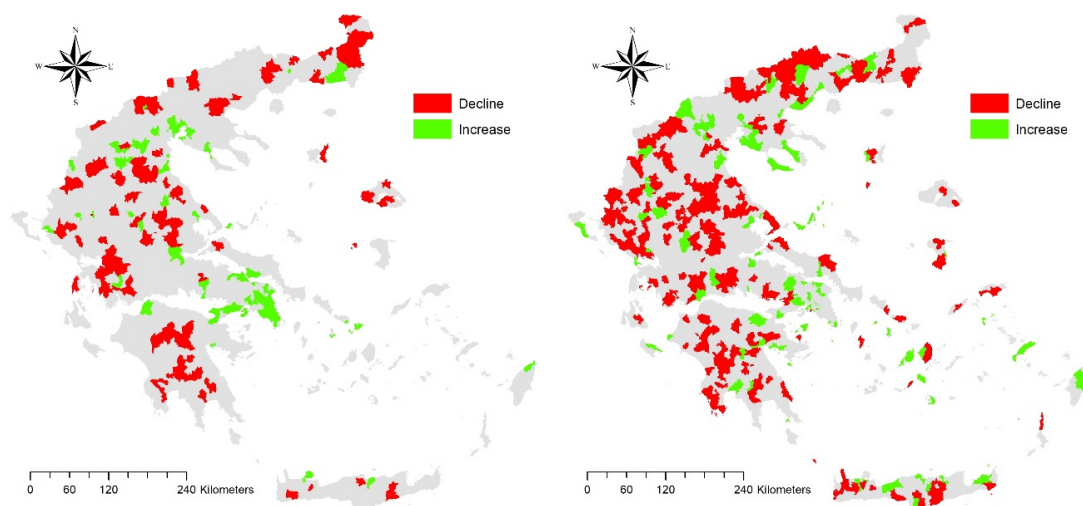 N
W
L'
S
Decline
Increase
0 60 120 240 Kilometers
N
W
L'
S
Decline
Increase
0 60 120 240 Kilometers